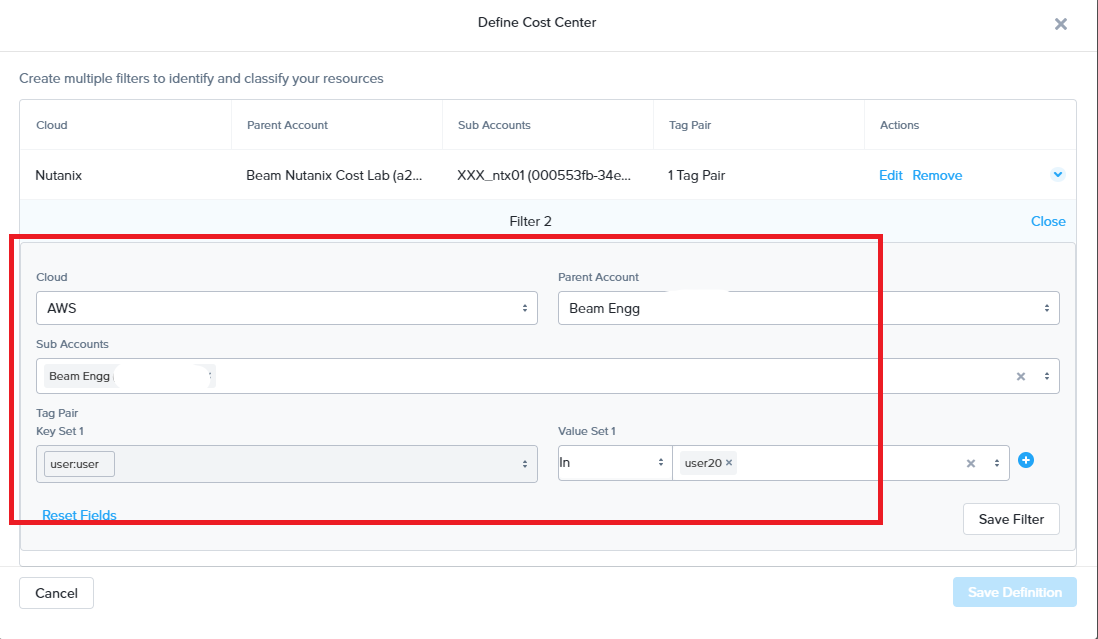 Define Cost Center
Create multiple filters to identify and classify your resources
Cloud Parent Account Sub Accounts Tag Pair Actions
Nutanix Beam Nutanix Cost Lab (a2... XXX_ntx01 (000553fb-34e... 1 Tag Pair Edit Remove
Filter 2 Close
Cloud Parent Account
AWS Beam Engg
Sub Accounts
Beam Engg
Tag Pair
Key Set 1 Value Set 1
user:user In user20
Reset Fields
Save Filter
Cancel Save Definition